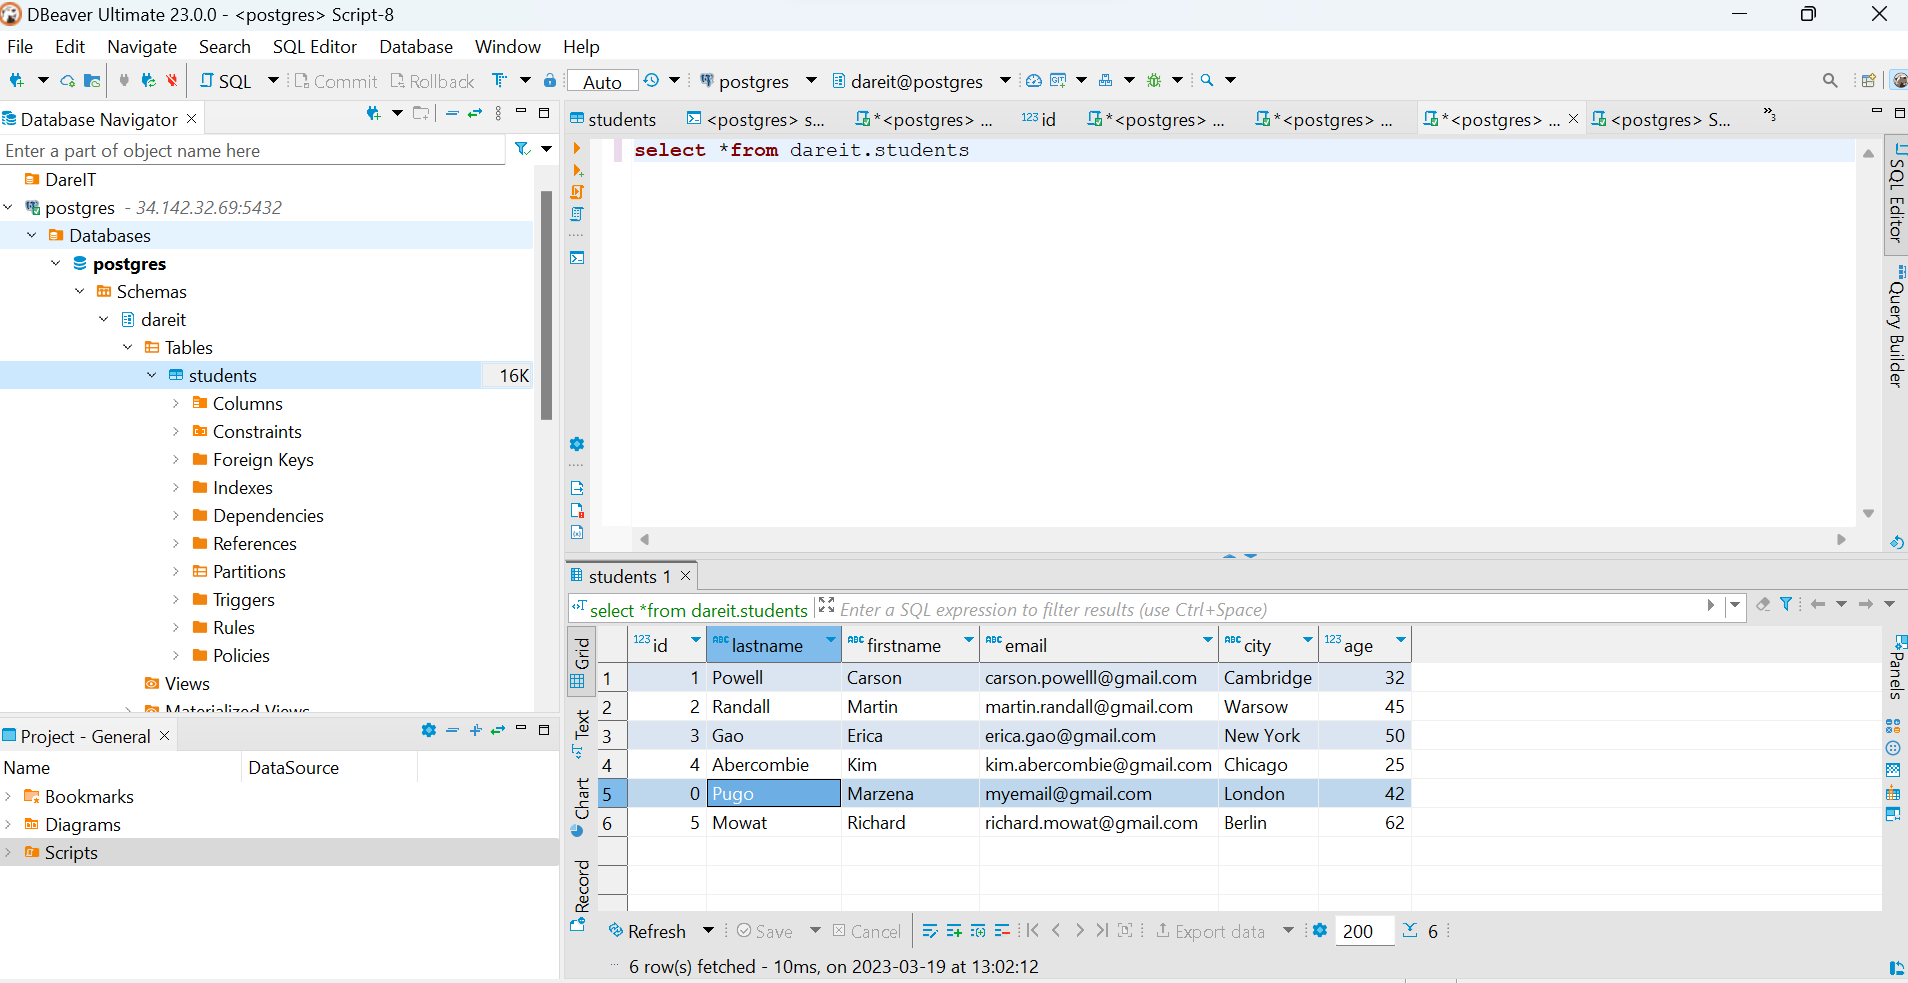 DBeaver Ultimate 23.0.0 - <postgres> Script-8
File Edit Navigate Search SQL Editor Database Window Help
SQL Commit Rollback Auto postgres dareit@postgres
Database Navigator
Enter a part of object name here
DareIT
postgres - 34.142.32.69:5432
Databases
postgres
Schemas
dareit
Tables
students 16K
Columns
Constraints
Foreign Keys
Indexes
Dependencies
References
Partitions
Triggers
Rules
Policies
Views
Materialized Views
Project - General
Name DataSource
Bookmarks
Diagrams
Scripts
students <postgres> s... *<postgres> ... 123 id *<postgres> ... *<postgres> ... *<postgres> ... <postgres> S... »3
select *from dareit.students
SQL Editor
Query Builder
students 1
select *from dareit.students Enter a SQL expression to filter results (use Ctrl+Space)
Grid
Text
Chart
Record
123 id ABC lastname ABC firstname ABC email ABC city 123 age
1 1 Powell Carson carson.powelll@gmail.com Cambridge 32
2 2 Randall Martin martin.randall@gmail.com Warsow 45
3 3 Gao Erica erica.gao@gmail.com New York 50
4 4 Abercombie Kim kim.abercombie@gmail.com Chicago 25
5 0 Pugo Marzena myemail@gmail.com London 42
6 5 Mowat Richard richard.mowat@gmail.com Berlin 62
Panels
Refresh Save Cancel Export data 200 6
6 row(s) fetched - 10ms, on 2023-03-19 at 13:02:12